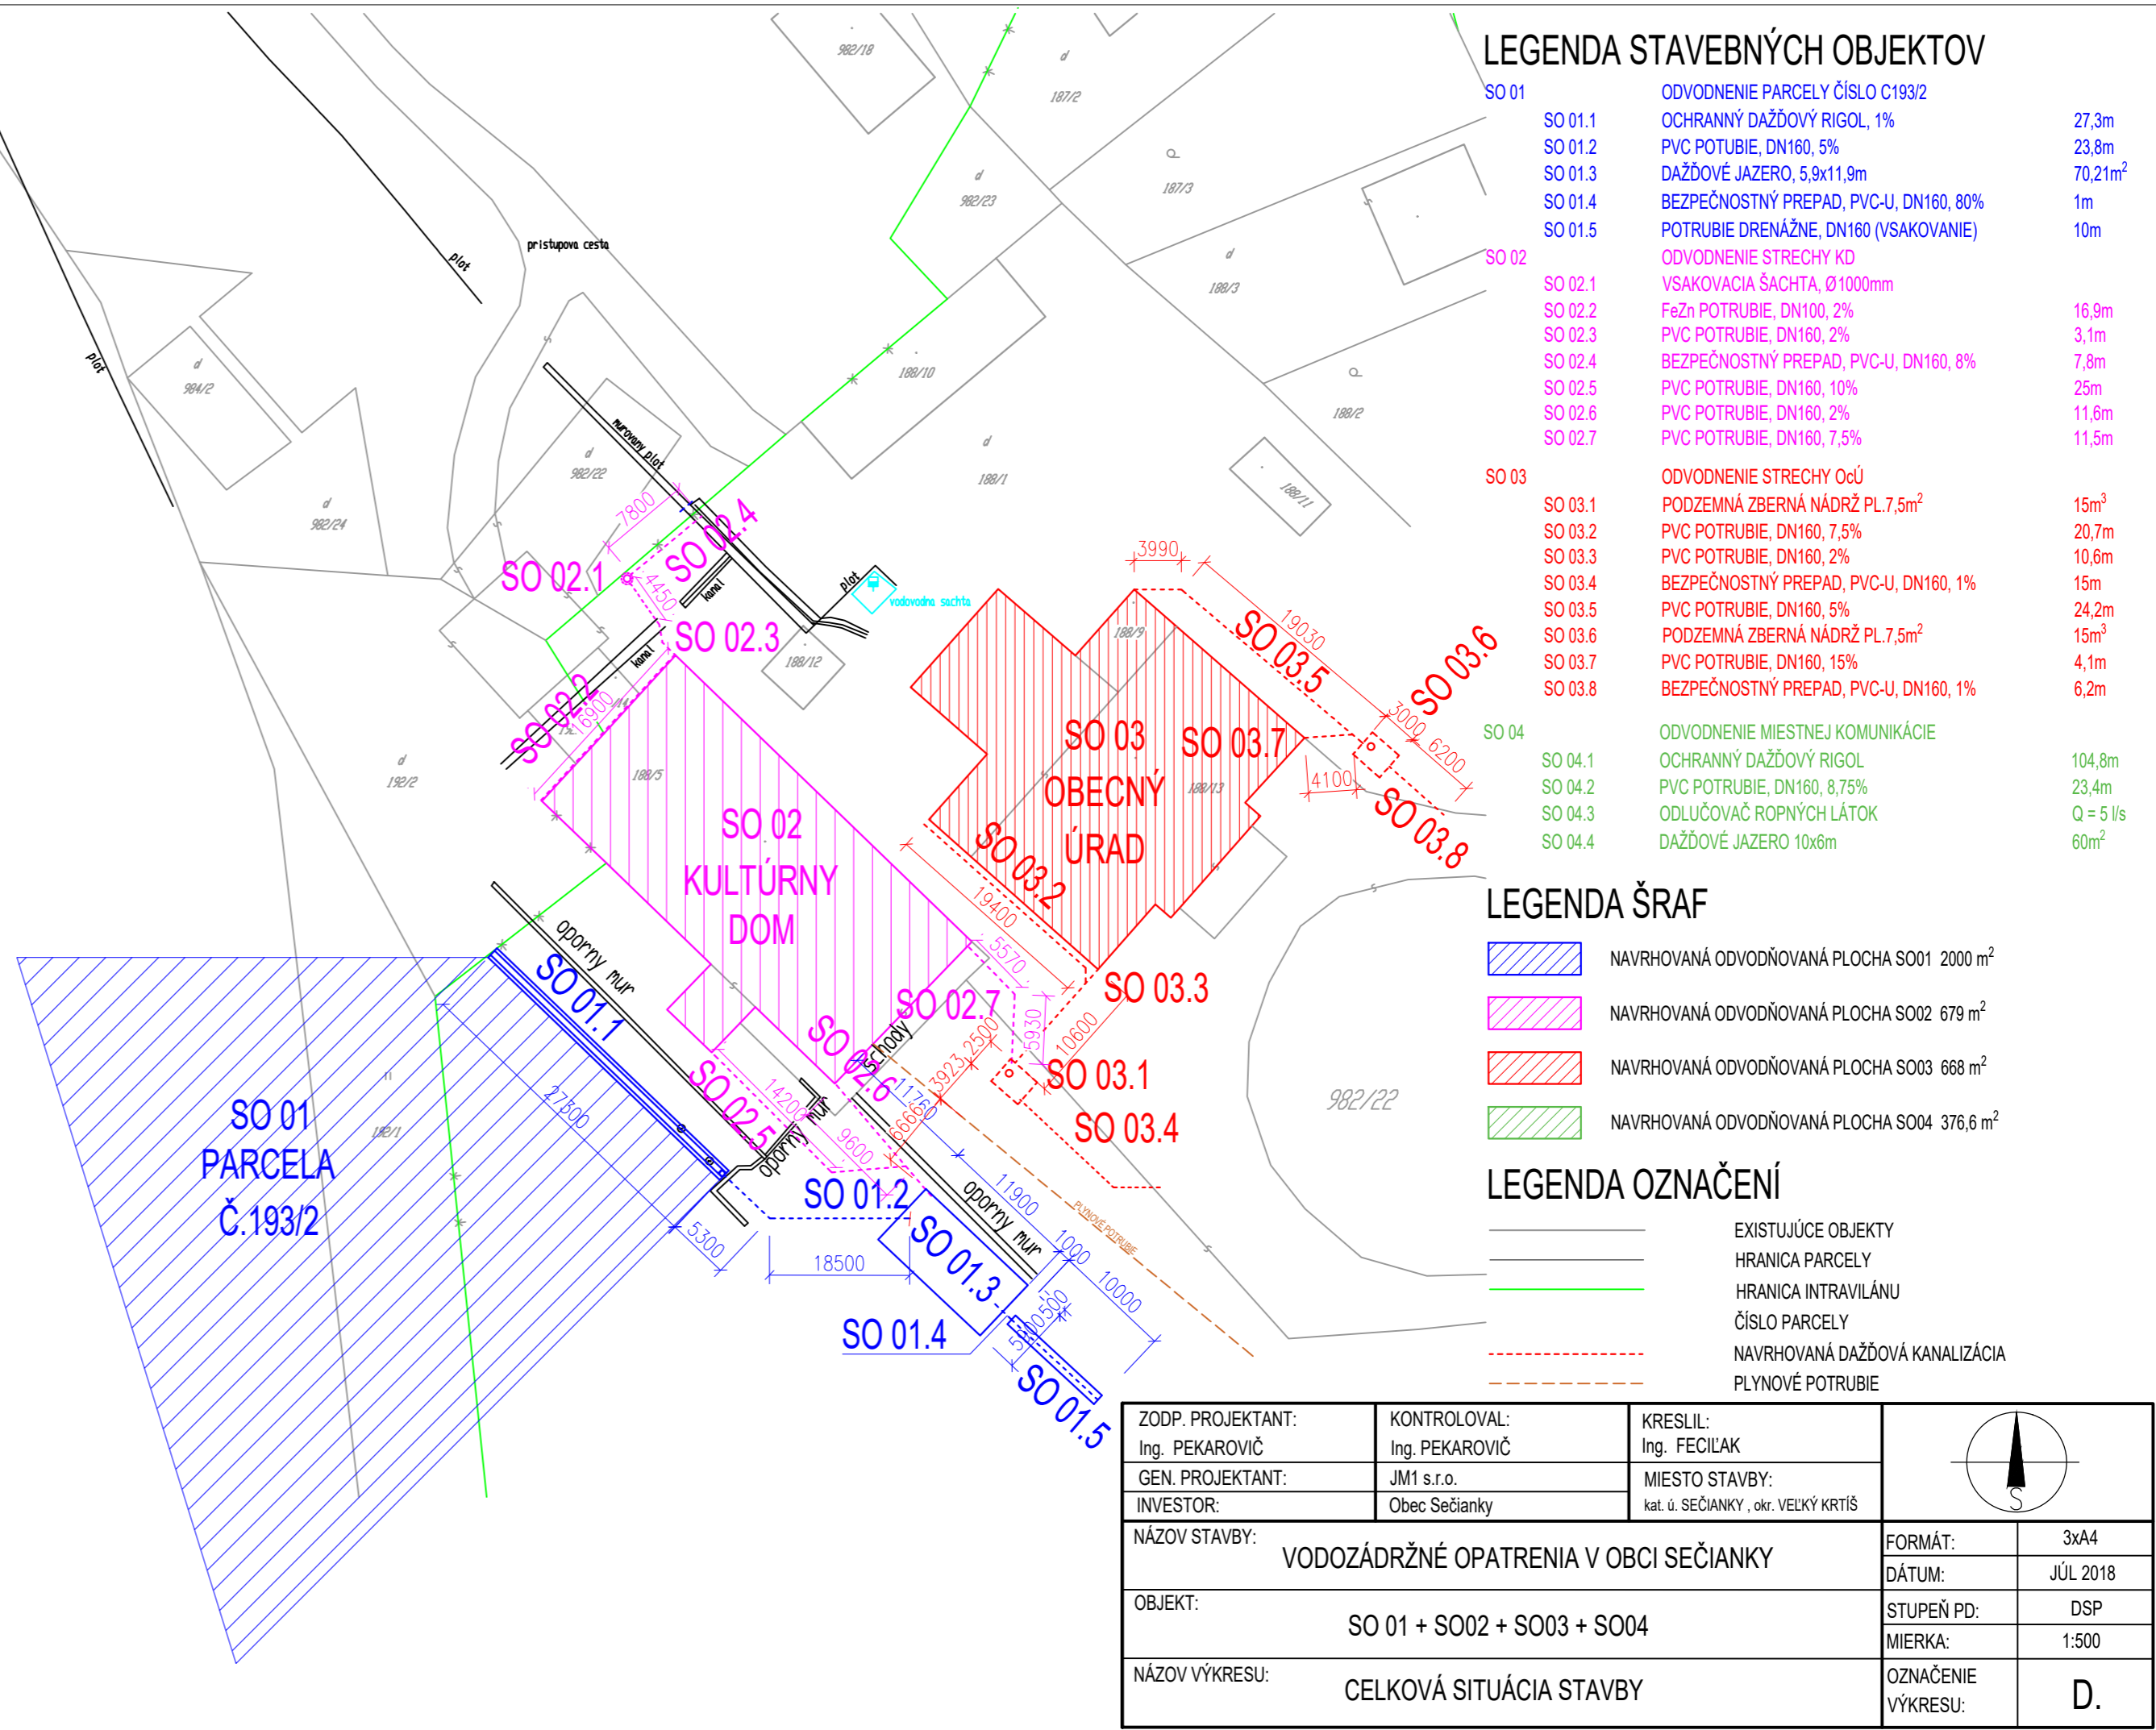 LEGENDA STAVEBNÝCH OBJEKTOV
SO 01 ODVODNENIE PARCELY ČÍSLO C193/2
SO 01.1 OCHRANNÝ DAŽĎOVÝ RIGOL, 1% 27,3m
SO 01.2 PVC POTUBIE, DN160, 5% 23,8m
SO 01.3 DAŽĎOVÉ JAZERO, 5,9x11,9m 70,21m²
SO 01.4 BEZPEČNOSTNÝ PREPAD, PVC-U, DN160, 80% 1m
SO 01.5 POTRUBIE DRENÁŽNE, DN160 (VSAKOVANIE) 10m
SO 02 ODVODNENIE STRECHY KD
SO 02.1 VSAKOVACIA ŠACHTA, Ø1000mm
SO 02.2 FeZn POTRUBIE, DN100, 2% 16,9m
SO 02.3 PVC POTRUBIE, DN160, 2% 3,1m
SO 02.4 BEZPEČNOSTNÝ PREPAD, PVC-U, DN160, 8% 7,8m
SO 02.5 PVC POTRUBIE, DN160, 10% 25m
SO 02.6 PVC POTRUBIE, DN160, 2% 11,6m
SO 02.7 PVC POTRUBIE, DN160, 7,5% 11,5m
SO 03 ODVODNENIE STRECHY OcÚ
SO 03.1 PODZEMNÁ ZBERNÁ NÁDRŽ PL.7,5m² 15m³
SO 03.2 PVC POTRUBIE, DN160, 7,5% 20,7m
SO 03.3 PVC POTRUBIE, DN160, 2% 10,6m
SO 03.4 BEZPEČNOSTNÝ PREPAD, PVC-U, DN160, 1% 15m
SO 03.5 PVC POTRUBIE, DN160, 5% 24,2m
SO 03.6 PODZEMNÁ ZBERNÁ NÁDRŽ PL.7,5m² 15m³
SO 03.7 PVC POTRUBIE, DN160, 15% 4,1m
SO 03.8 BEZPEČNOSTNÝ PREPAD, PVC-U, DN160, 1% 6,2m
SO 04 ODVODNENIE MIESTNEJ KOMUNIKÁCIE
SO 04.1 OCHRANNÝ DAŽĎOVÝ RIGOL 104,8m
SO 04.2 PVC POTRUBIE, DN160, 8,75% 23,4m
SO 04.3 ODLUČOVAČ ROPNÝCH LÁTOK Q = 5 l/s
SO 04.4 DAŽĎOVÉ JAZERO 10x6m 60m²
LEGENDA ŠRAF
NAVRHOVANÁ ODVODŇOVANÁ PLOCHA SO01 2000 m²
NAVRHOVANÁ ODVODŇOVANÁ PLOCHA SO02 679 m²
NAVRHOVANÁ ODVODŇOVANÁ PLOCHA SO03 668 m²
NAVRHOVANÁ ODVODŇOVANÁ PLOCHA SO04 376,6 m²
LEGENDA OZNAČENÍ
EXISTUJÚCE OBJEKTY
HRANICA PARCELY
HRANICA INTRAVILÁNU
ČÍSLO PARCELY
NAVRHOVANÁ DAŽĎOVÁ KANALIZÁCIA
PLYNOVÉ POTRUBIE
ZODP. PROJEKTANT:
Ing. PEKAROVIČ
KONTROLOVAL:
Ing. PEKAROVIČ
KRESLIL:
Ing. FECIĽAK
GEN. PROJEKTANT: JM1 s.r.o.
INVESTOR: Obec Sečianky
MIESTO STAVBY:
kat. ú. SEČIANKY , okr. VEĽKÝ KRTÍŠ
S
NÁZOV STAVBY:
VODOZÁDRŽNÉ OPATRENIA V OBCI SEČIANKY
OBJEKT:
SO 01 + SO02 + SO03 + SO04
NÁZOV VÝKRESU:
CELKOVÁ SITUÁCIA STAVBY
FORMÁT: 3xA4
DÁTUM: JÚL 2018
STUPEŇ PD: DSP
MIERKA: 1:500
OZNAČENIE
VÝKRESU:
D.
982/18
d
187/2
187/3
d
982/23
d
188/3
188/2
188/10
d
188/1
188/11
plot
pristupova cesta
plot
d
984/2
d
982/24
d
982/22
murovany plot
7800
SO 02.4
SO 02.1
4450
kanal
SO 02.3
kanal
plot
vodovodna sachta
188/12
SO 02.2
16900
188/5
d
192/2
SO 02
KULTÚRNY
DOM
3990
188/9
19030
SO 03.5
SO 03.6
SO 03
OBECNÝ
ÚRAD
SO 03.7
188/13
3000
6200
4100
SO 03.8
SO 03.2
19400
SO 03.3
5570
5930
10600
SO 02.7
2500
3923
6666
SO 03.1
SO 03.4
schody
SO 02.6
11760
oporny mur
SO 01.1
27300
SO 02.5
14200
oporny mur
9600
SO 01
PARCELA
Č.193/2
192/1
5300
SO 01.2
18500
oporny mur
11900
SO 01.3
1000
10000
PLYNOVÉ POTRUBIE
SO 01.4
500
SO 01.5
982/22